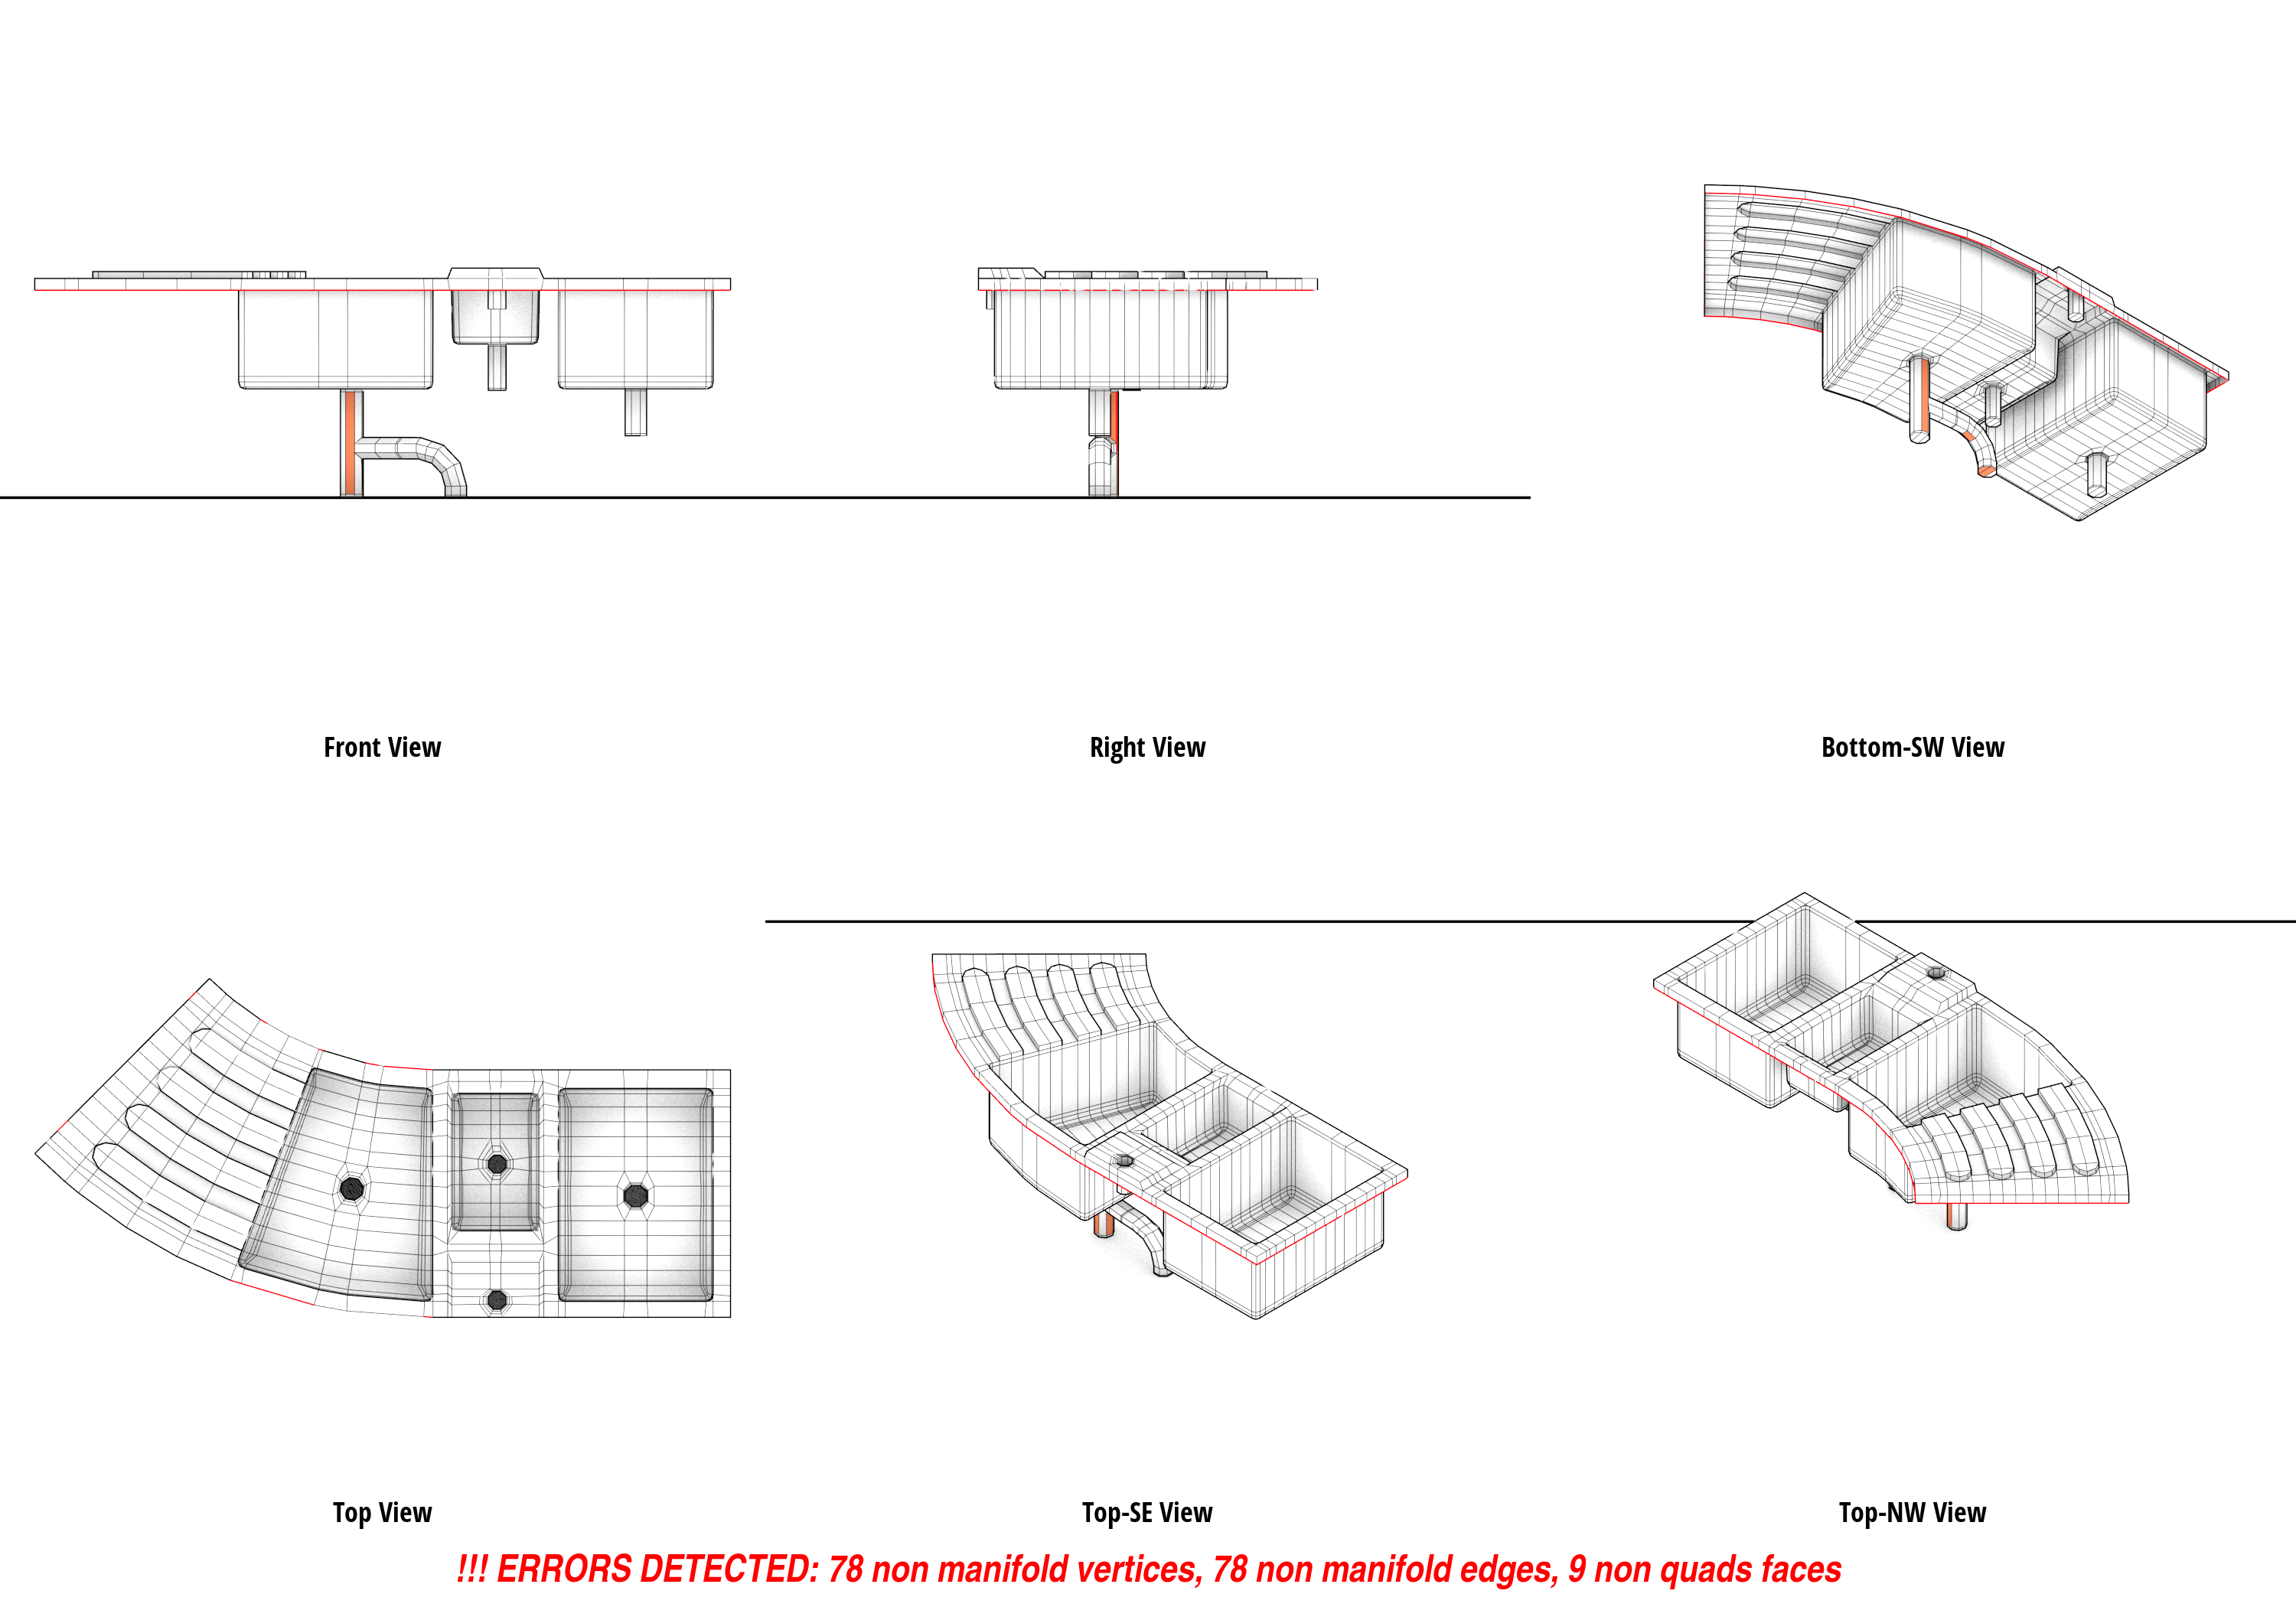 Front View
Right View
Bottom-SW View
Top View
Top-SE View
Top-NW View
!!! ERRORS DETECTED: 78 non manifold vertices, 78 non manifold edges, 9 non quads faces